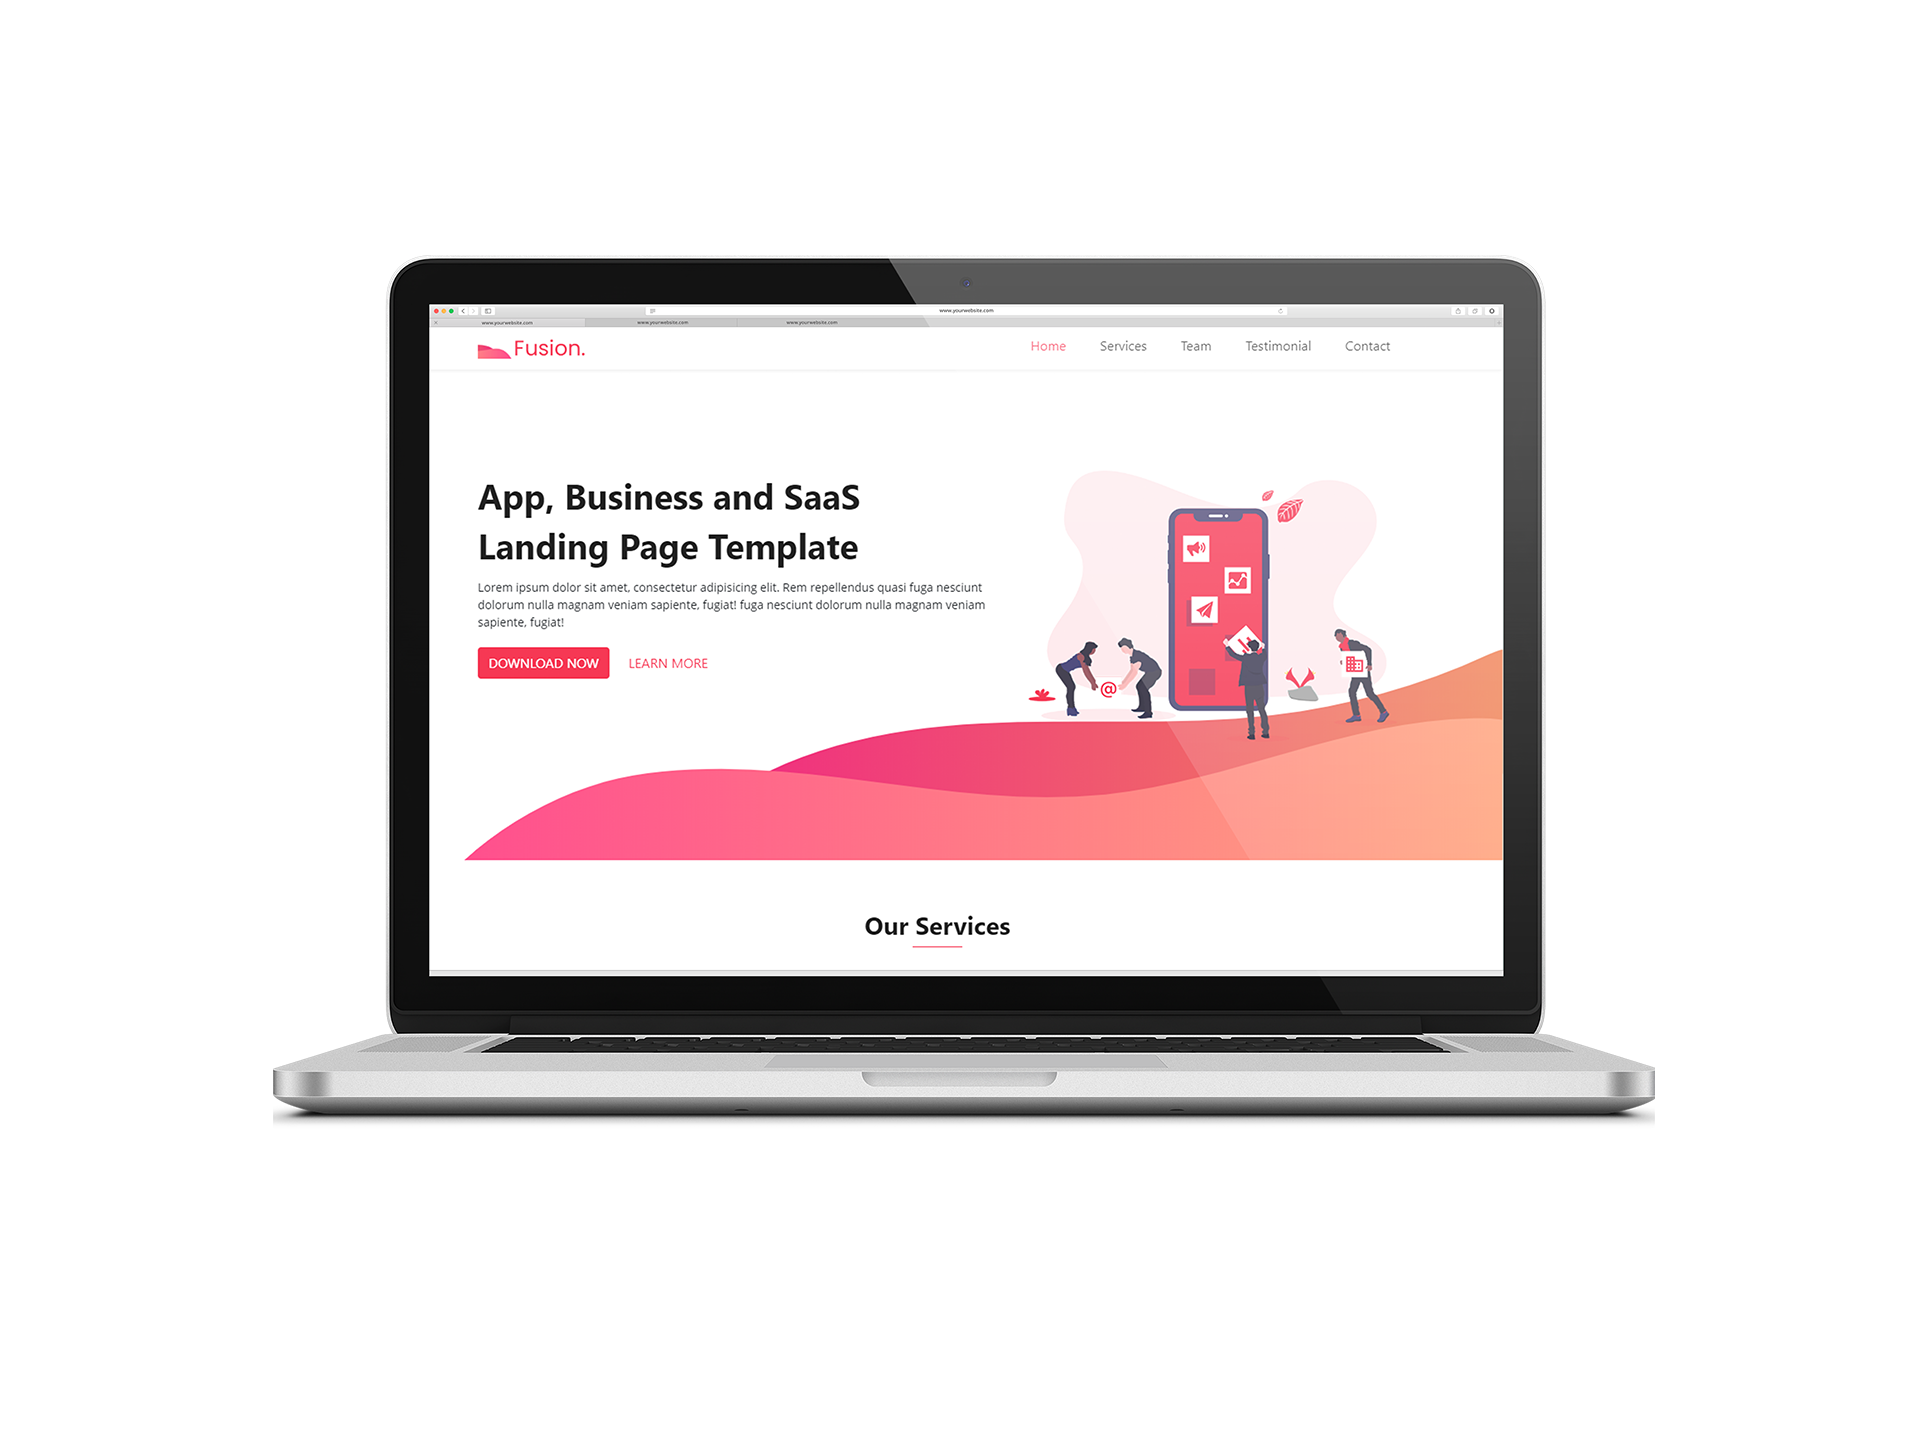 www.yourwebsite.com
www.yourwebsite.com www.yourwebsite.com www.yourwebsite.com
Fusion.
Home Services Team Testimonial Contact
App, Business and SaaS
Landing Page Template
Lorem ipsum dolor sit amet, consectetur adipisicing elit. Rem repellendus quasi fuga nesciunt
dolorum nulla magnam veniam sapiente, fugiat! fuga nesciunt dolorum nulla magnam veniam
sapiente, fugiat!
DOWNLOAD NOW LEARN MORE
@
Our Services